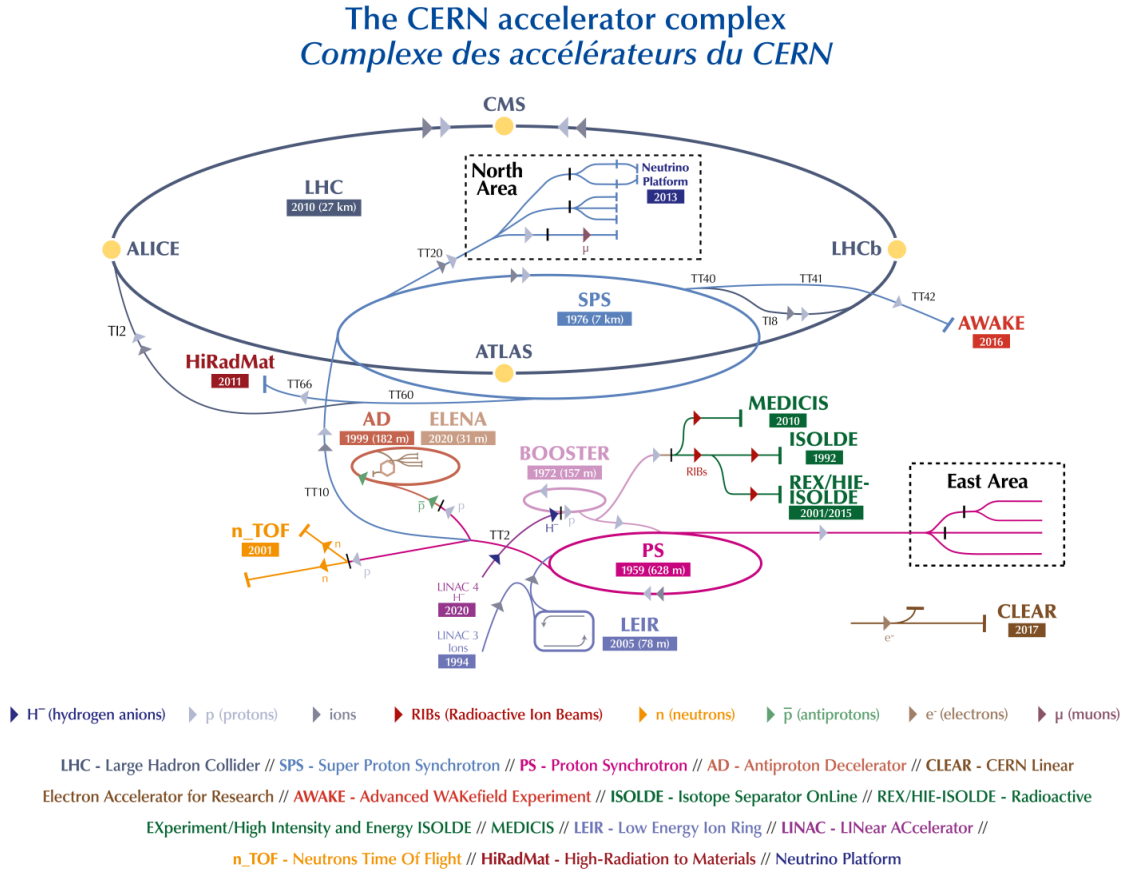 The CERN accelerator complex
Complexe des accélérateurs du CERN
CMS
North
Area
Neutrino
Platform
2013
LHC
2010 (27 km)
TT20
μ
ALICE
LHCb
TT40
TT41
TT42
SPS
1976 (7 km)
TI8
TI2
AWAKE
2016
ATLAS
HiRadMat
2011
TT66
TT60
MEDICIS
2010
AD
1999 (182 m)
ELENA
2020 (31 m)
ISOLDE
1992
BOOSTER
1972 (157 m)
RIBs
REX/HIE-
ISOLDE
2001/2015
East Area
TT10
p̅
p
TT2
H⁻
p
n_TOF
2001
n
n
p
PS
1959 (628 m)
LINAC 4
H⁻
2020
LEIR
2005 (78 m)
LINAC 3
Ions
1994
CLEAR
2017
e⁻
H⁻ (hydrogen anions)
p (protons)
ions
RIBs (Radioactive Ion Beams)
n (neutrons)
p̅ (antiprotons)
e⁻ (electrons)
μ (muons)
LHC - Large Hadron Collider // SPS - Super Proton Synchrotron // PS - Proton Synchrotron // AD - Antiproton Decelerator // CLEAR - CERN Linear
Electron Accelerator for Research // AWAKE - Advanced WAKefield Experiment // ISOLDE - Isotope Separator OnLine // REX/HIE-ISOLDE - Radioactive
EXperiment/High Intensity and Energy ISOLDE // MEDICIS // LEIR - Low Energy Ion Ring // LINAC - LINear ACcelerator //
n_TOF - Neutrons Time Of Flight // HiRadMat - High-Radiation to Materials // Neutrino Platform